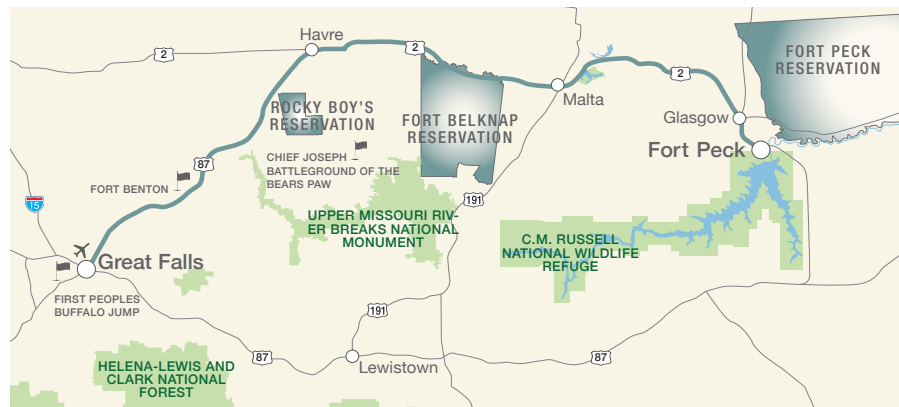 Havre
2
2
FORT PECK
RESERVATION
2
Malta
ROCKY BOY'S
RESERVATION
FORT BELKNAP
RESERVATION
Glasgow
Fort Peck
CHIEF JOSEPH
BATTLEGROUND OF THE
BEARS PAW
87
FORT BENTON
15
191
UPPER MISSOURI RIV-
ER BREAKS NATIONAL
MONUMENT
C.M. RUSSELL
NATIONAL WILDLIFE
REFUGE
Great Falls
FIRST PEOPLES
BUFFALO JUMP
191
87
87
Lewistown
HELENA-LEWIS AND
CLARK NATIONAL
FOREST